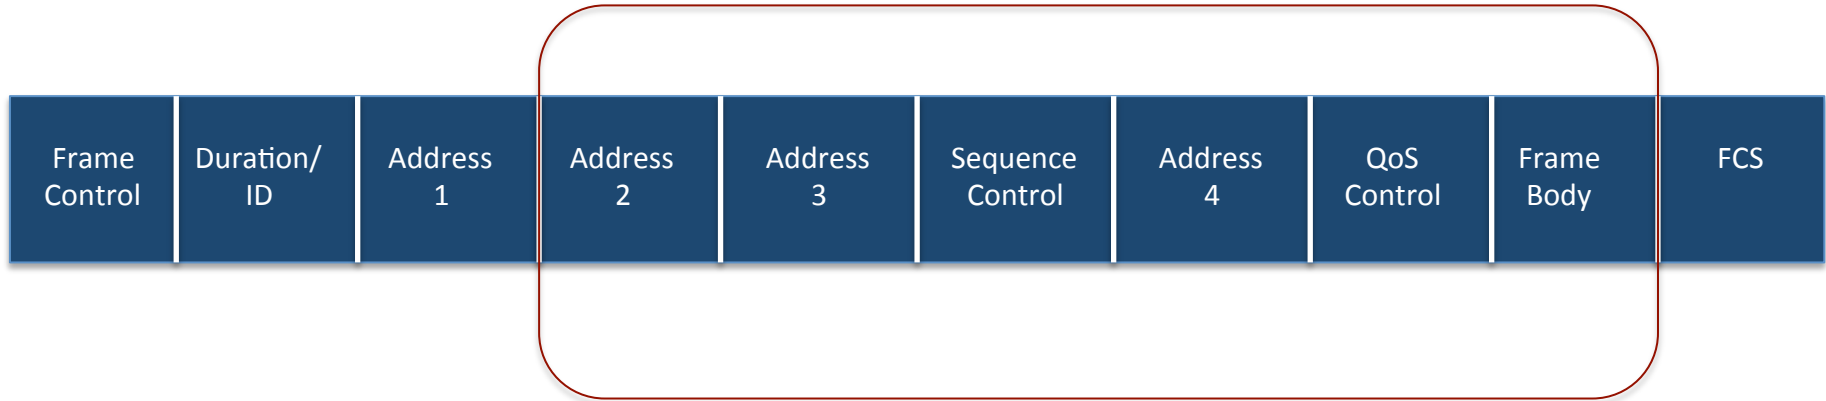 Frame
Control
Duration/
ID
Address
1
Address
2
Address
3
Sequence
Control
Address
4
QoS
Control
Frame
Body
FCS